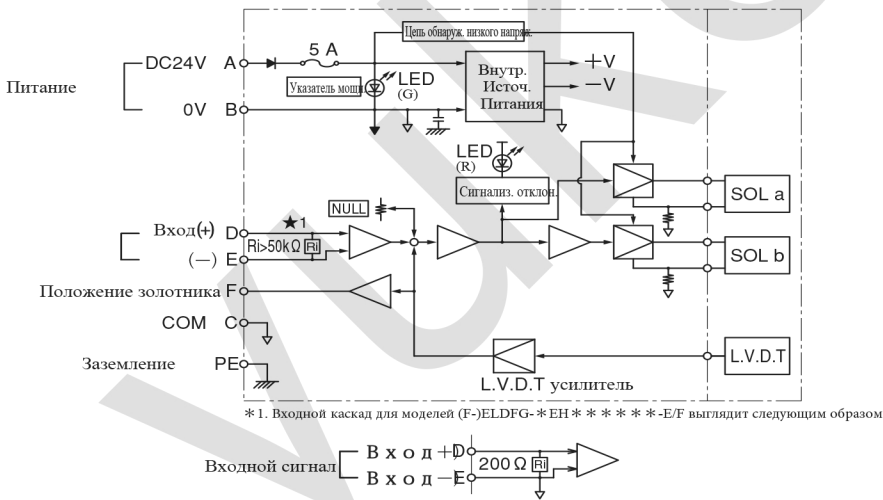 Цепь обнаруж. низкого напряж.
Питание
DC24V A
5 A
Указатель мощн.
LED
(G)
Внутр.
Источ.
Питания
+V
−V
0V B
LED
(R)
Сигнализ. отклон.
SOL a
NULL
Вход(+) D
★1
Ri>50kΩ Ri
(−) E
SOL b
Положение золотника F
COM C
Заземление PE
L.V.D.T
L.V.D.T усилитель
*1. Входной каскад для моделей (F-)ELDFG-*EH******-E/F выглядит следующим образом
Входной сигнал
Вход+D
200Ω Ri
Вход−E